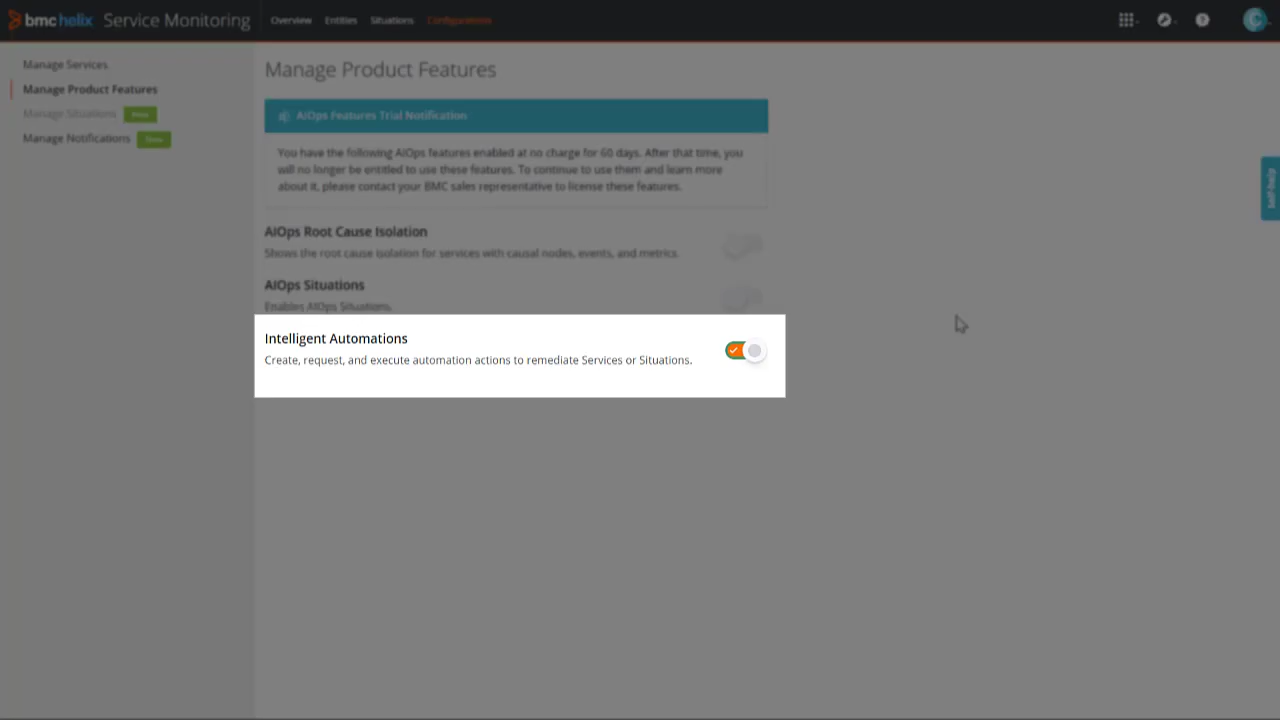 bmc helix Service Monitoring Overview Entities Situations Configurations
Manage Services
Manage Product Features
Manage Situations New
Manage Notifications New
Manage Product Features
AIOps Features Trial Notification
You have the following AIOps features enabled at no charge for 60 days. After that time, you
will no longer be entitled to use these features. To continue to use them and learn more
about it, please contact your BMC sales representative to license these features.
AIOps Root Cause Isolation
Shows the root cause isolation for services with causal nodes, events, and metrics.
AIOps Situations
Enables AIOps Situations.
Intelligent Automations
Create, request, and execute automation actions to remediate Services or Situations.
self-help